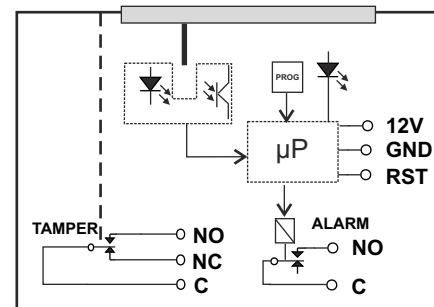 PROG
µP
12V
GND
RST
TAMPER
NO
NC
C
ALARM
NO
C